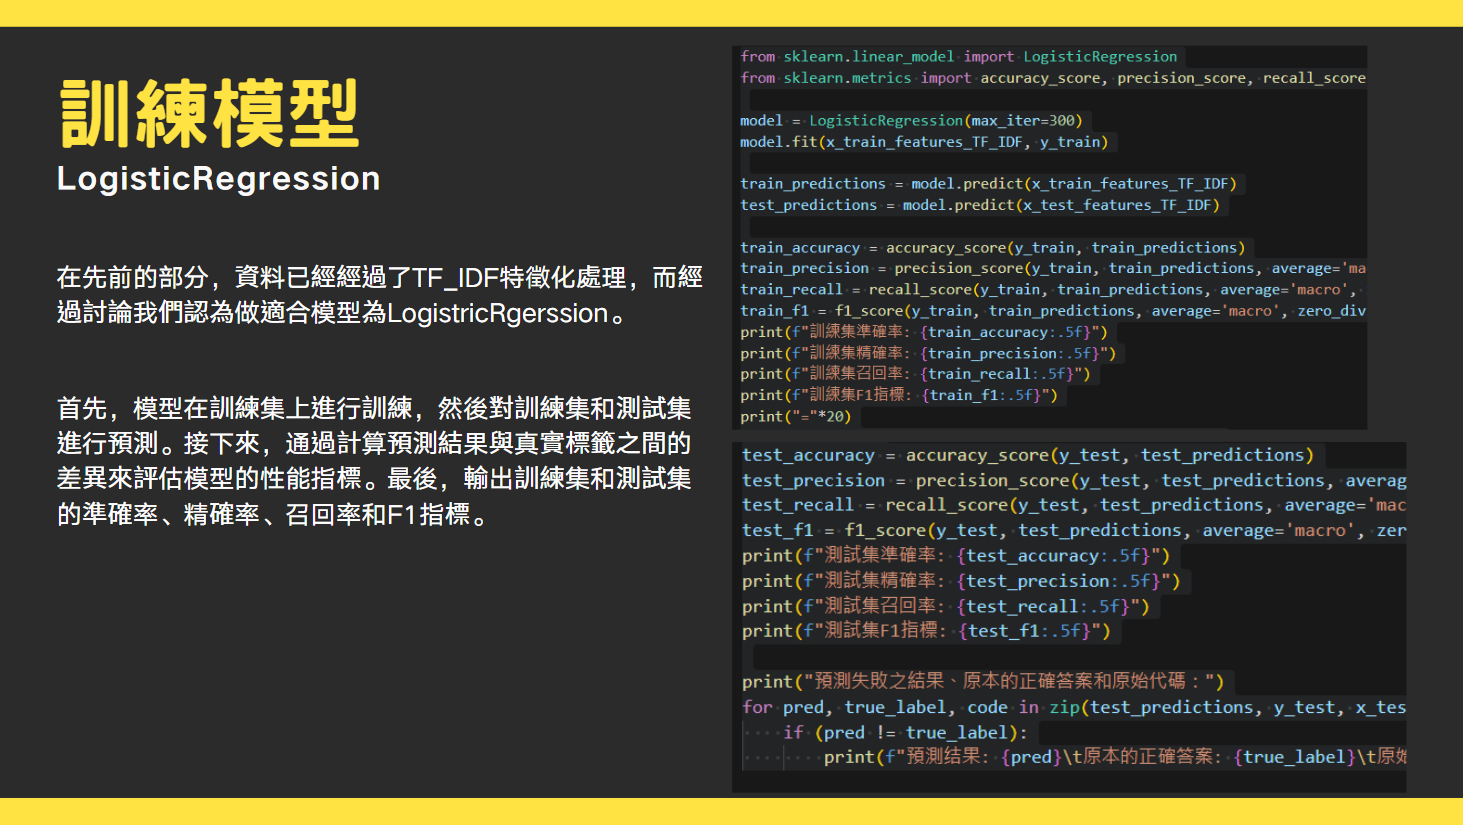 訓練模型
LogisticRegression
在先前的部分，資料已經經過了TF_IDF特徵化處理，而經
過討論我們認為做適合模型為LogistricRgerssion。
首先，模型在訓練集上進行訓練，然後對訓練集和測試集
進行預測。接下來，通過計算預測結果與真實標籤之間的
差異來評估模型的性能指標。最後，輸出訓練集和測試集
的準確率、精確率、召回率和F1指標。
from sklearn.linear_model import LogisticRegression
from sklearn.metrics import accuracy_score, precision_score, recall_score
model = LogisticRegression(max_iter=300)
model.fit(x_train_features_TF_IDF, y_train)
train_predictions = model.predict(x_train_features_TF_IDF)
test_predictions = model.predict(x_test_features_TF_IDF)
train_accuracy = accuracy_score(y_train, train_predictions)
train_precision = precision_score(y_train, train_predictions, average='ma
train_recall = recall_score(y_train, train_predictions, average='macro',
train_f1 = f1_score(y_train, train_predictions, average='macro', zero_div
print(f"訓練集準確率: {train_accuracy:.5f}")
print(f"訓練集精確率: {train_precision:.5f}")
print(f"訓練集召回率: {train_recall:.5f}")
print(f"訓練集F1指標: {train_f1:.5f}")
print("="*20)
test_accuracy = accuracy_score(y_test, test_predictions)
test_precision = precision_score(y_test, test_predictions, averag
test_recall = recall_score(y_test, test_predictions, average='mac
test_f1 = f1_score(y_test, test_predictions, average='macro', zer
print(f"測試集準確率: {test_accuracy:.5f}")
print(f"測試集精確率: {test_precision:.5f}")
print(f"測試集召回率: {test_recall:.5f}")
print(f"測試集F1指標: {test_f1:.5f}")
print("預測失敗之結果、原本的正確答案和原始代碼：")
for pred, true_label, code in zip(test_predictions, y_test, x_tes
if (pred != true_label):
print(f"預測结果: {pred}\t原本的正確答案: {true_label}\t原始